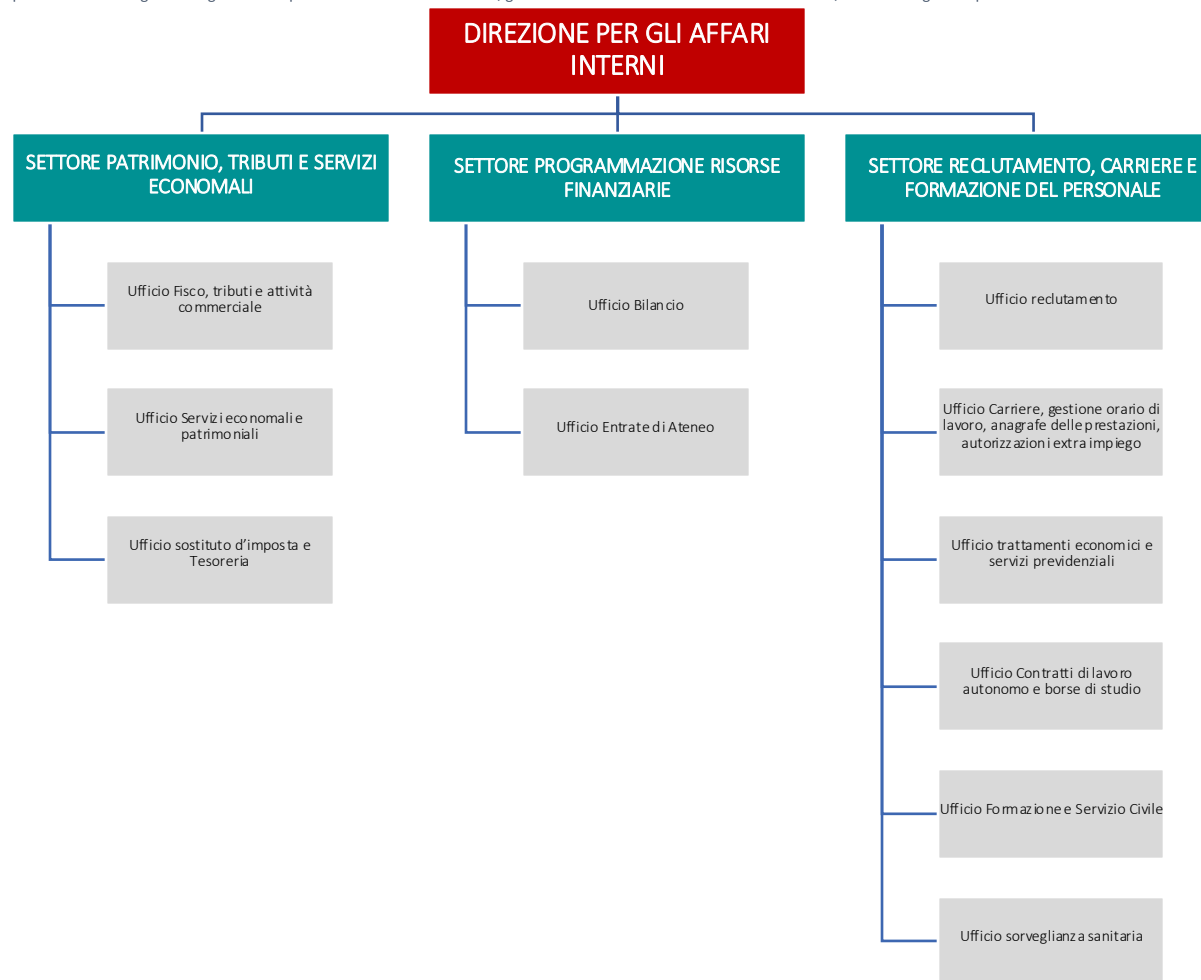 DIREZIONE PER GLI AFFARI
INTERNI
SETTORE PATRIMONIO, TRIBUTI E SERVIZI
ECONOMALI
Ufficio Fisco, tributi e attività
commerciale
Ufficio Servizi economali e
patrimoniali
Ufficio sostituto d’imposta e
Tesoreria
SETTORE PROGRAMMAZIONE RISORSE
FINANZIARIE
Ufficio Bilancio
Ufficio Entrate di Ateneo
SETTORE RECLUTAMENTO, CARRIERE E
FORMAZIONE DEL PERSONALE
Ufficio reclutamento
Ufficio Carriere, gestione orario di
lavoro, anagrafe delle prestazioni,
autorizzazioni extra impiego
Ufficio trattamenti economici e
servizi previdenziali
Ufficio Contratti di lavoro
autonomo e borse di studio
Ufficio Formazione e Servizio Civile
Ufficio sorveglianza sanitaria